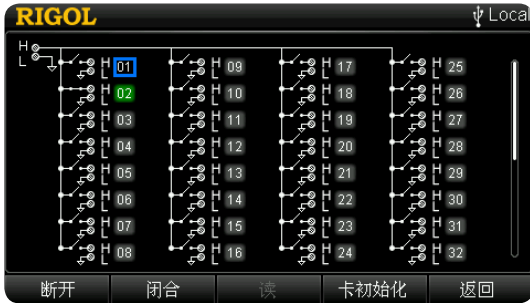 RIGOL Local
H
L
H 01 H 09 H 17 H 25
L L L L
H 02 H 10 H 18 H 26
L L L L
H 03 H 11 H 19 H 27
L L L L
H 04 H 12 H 20 H 28
L L L L
H 05 H 13 H 21 H 29
L L L L
H 06 H 14 H 22 H 30
L L L L
H 07 H 15 H 23 H 31
L L L L
H 08 H 16 H 24 H 32
L L L L
断开 闭合 读 卡初始化 返回